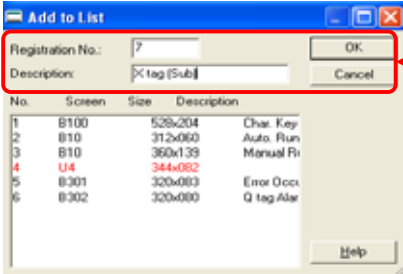 Add to List
Registration No.: 7 OK
Description: X tag (Sub) Cancel
No. Screen Size Description
1 B100 528x204 Char. Key
2 B10 312x060 Auto. Run
3 B10 360x139 Manual
4 U4 344x082
5 B301 320x083 Error Occu
6 B302 320x080 Q tag Alar
Help